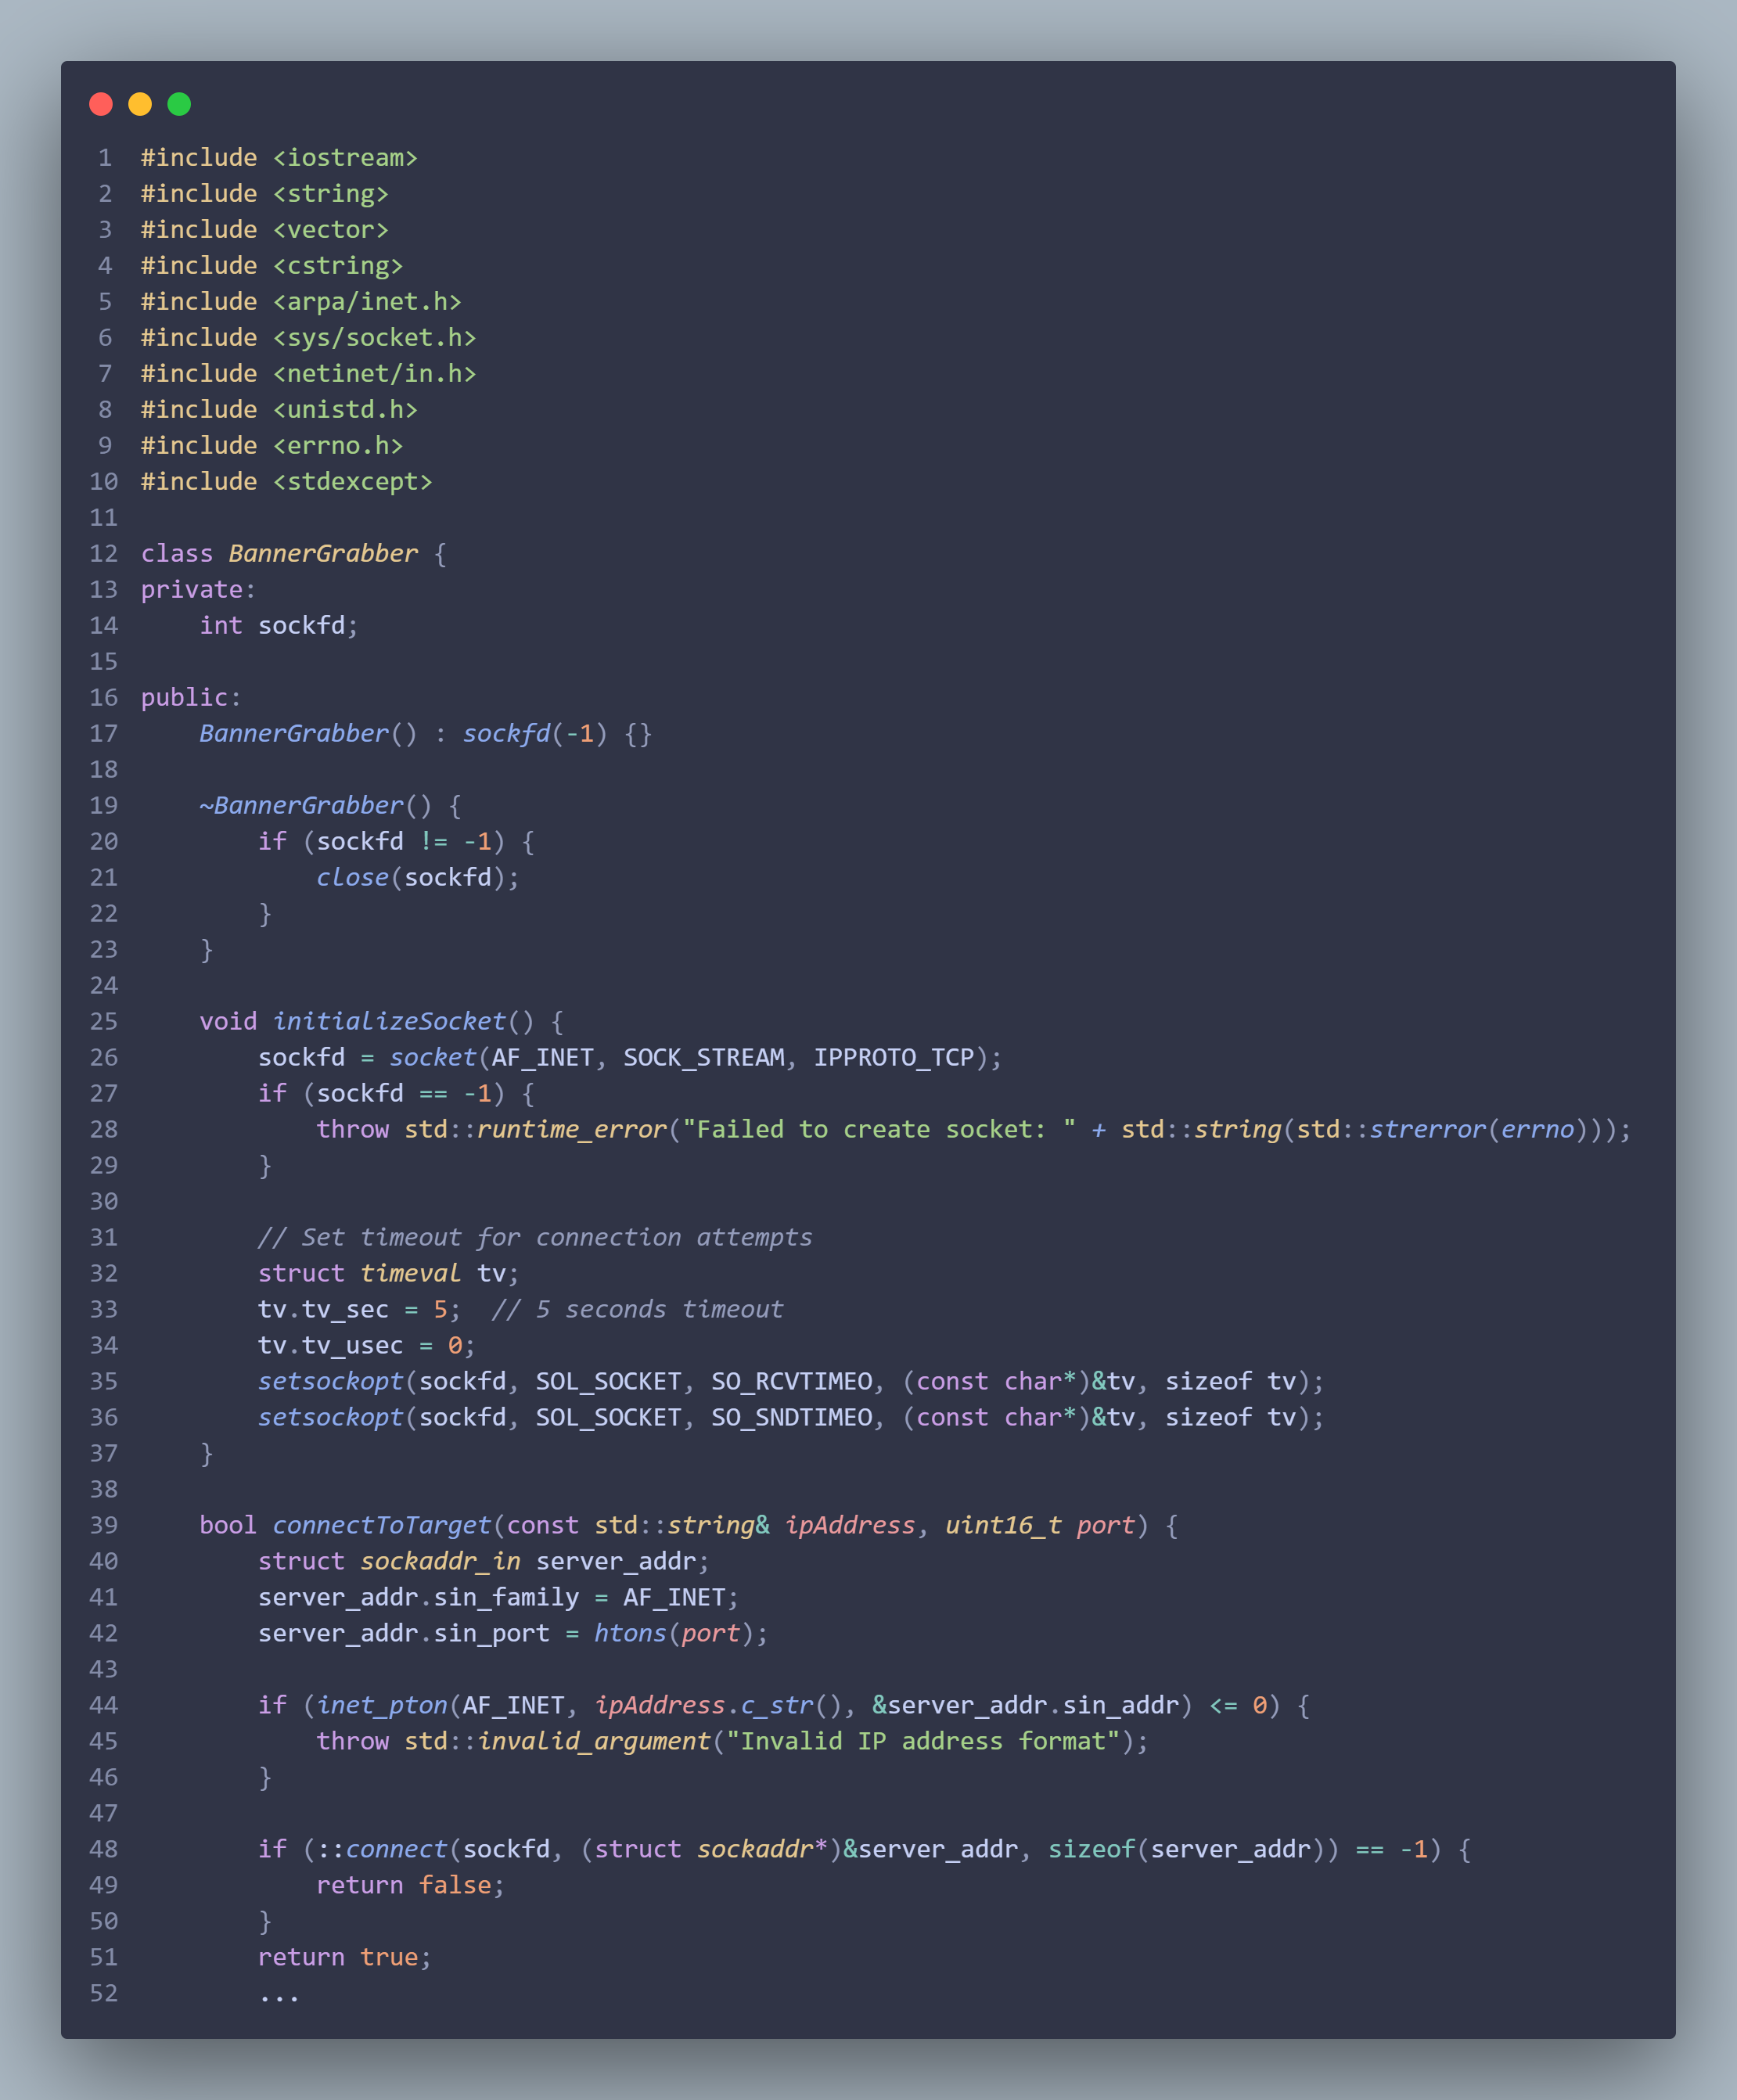 1 #include <iostream>
2 #include <string>
3 #include <vector>
4 #include <cstring>
5 #include <arpa/inet.h>
6 #include <sys/socket.h>
7 #include <netinet/in.h>
8 #include <unistd.h>
9 #include <errno.h>
10 #include <stdexcept>
11
12 class BannerGrabber {
13 private:
14     int sockfd;
15
16 public:
17     BannerGrabber() : sockfd(-1) {}
18
19     ~BannerGrabber() {
20         if (sockfd != -1) {
21             close(sockfd);
22         }
23     }
24
25     void initializeSocket() {
26         sockfd = socket(AF_INET, SOCK_STREAM, IPPROTO_TCP);
27         if (sockfd == -1) {
28             throw std::runtime_error("Failed to create socket: " + std::string(std::strerror(errno)));
29         }
30
31         // Set timeout for connection attempts
32         struct timeval tv;
33         tv.tv_sec = 5;  // 5 seconds timeout
34         tv.tv_usec = 0;
35         setsockopt(sockfd, SOL_SOCKET, SO_RCVTIMEO, (const char*)&tv, sizeof tv);
36         setsockopt(sockfd, SOL_SOCKET, SO_SNDTIMEO, (const char*)&tv, sizeof tv);
37     }
38
39     bool connectToTarget(const std::string& ipAddress, uint16_t port) {
40         struct sockaddr_in server_addr;
41         server_addr.sin_family = AF_INET;
42         server_addr.sin_port = htons(port);
43
44         if (inet_pton(AF_INET, ipAddress.c_str(), &server_addr.sin_addr) <= 0) {
45             throw std::invalid_argument("Invalid IP address format");
46         }
47
48         if (::connect(sockfd, (struct sockaddr*)&server_addr, sizeof(server_addr)) == -1) {
49             return false;
50         }
51         return true;
52         ...